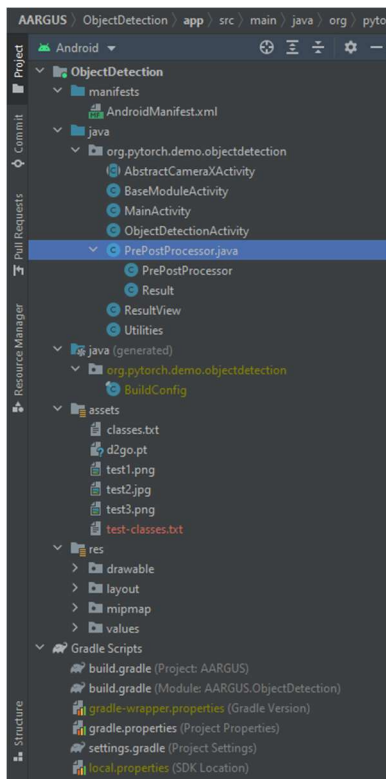 AARGUS ObjectDetection app src main java org pyto
Project
Android
ObjectDetection
manifests
AndroidManifest.xml
java
org.pytorch.demo.objectdetection
AbstractCameraXActivity
BaseModuleActivity
MainActivity
ObjectDetectionActivity
PrePostProcessor.java
PrePostProcessor
Result
ResultView
Utilities
java (generated)
org.pytorch.demo.objectdetection
BuildConfig
assets
classes.txt
d2go.pt
test1.png
test2.jpg
test3.png
test-classes.txt
res
drawable
layout
mipmap
values
Gradle Scripts
build.gradle (Project: AARGUS)
build.gradle (Module: AARGUS.ObjectDetection)
gradle-wrapper.properties (Gradle Version)
gradle.properties (Project Properties)
settings.gradle (Project Settings)
local.properties (SDK Location)
Commit
Pull Requests
Resource Manager
Structure